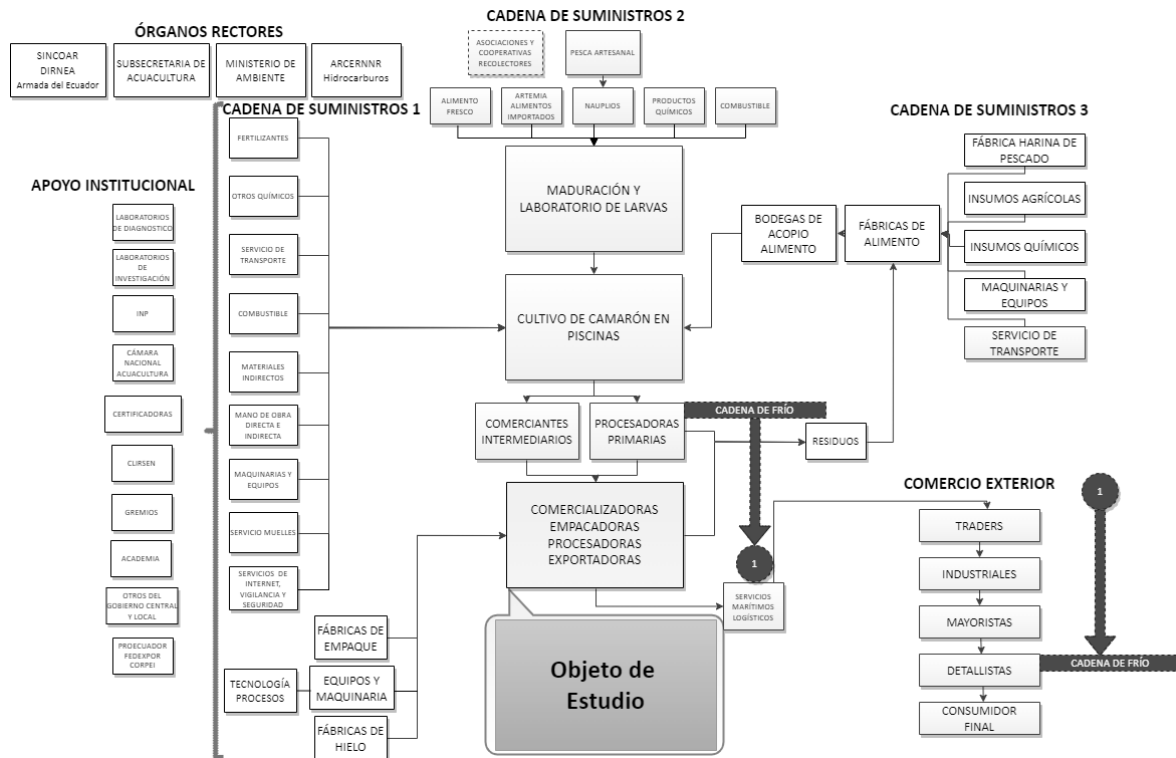 CADENA DE SUMINISTROS 2
ÓRGANOS RECTORES
SINCOAR
DIRNEA
Armada del Ecuador
SUBSECRETARIA DE
ACUACULTURA
MINISTERIO DE
AMBIENTE
ARCERNNR
Hidrocarburos
ASOCIACIONES Y
COOPERATIVAS
RECOLECTORES
PESCA ARTESANAL
ALIMENTO
FRESCO
ARTEMIA
ALIMENTOS
IMPORTADOS
NAUPLIOS
PRODUCTOS
QUÍMICOS
COMBUSTIBLE
CADENA DE SUMINISTROS 1
FERTILIZANTES
OTROS QUÍMICOS
SERVICIO DE
TRANSPORTE
COMBUSTIBLE
MATERIALES
INDIRECTOS
MANO DE OBRA
DIRECTA E
INDIRECTA
MAQUINARIAS Y
EQUIPOS
SERVICIO MUELLES
SERVICIOS DE
INTERNET,
VIGILANCIA Y
SEGURIDAD
APOYO INSTITUCIONAL
LABORATORIOS
DE DIAGNOSTICO
LABORATORIOS
DE
INVESTIGACIÓN
INP
CÁMARA
NACIONAL
ACUACULTURA
CERTIFICADORAS
CLIRSEN
GREMIOS
ACADEMIA
OTROS DEL
GOBIERNO CENTRAL
Y LOCAL
PROECUADOR
FEDEXPOR
CORPEI
MADURACIÓN Y
LABORATORIO DE LARVAS
CULTIVO DE CAMARÓN EN
PISCINAS
COMERCIANTES
INTERMEDIARIOS
PROCESADORAS
PRIMARIAS
COMERCIALIZADORAS
EMPACADORAS
PROCESADORAS
EXPORTADORAS
Objeto de
Estudio
FÁBRICAS DE
EMPAQUE
TECNOLOGÍA
PROCESOS
EQUIPOS Y
MAQUINARIA
FÁBRICAS DE
HIELO
CADENA DE SUMINISTROS 3
FÁBRICA HARINA DE
PESCADO
INSUMOS AGRÍCOLAS
INSUMOS QUÍMICOS
MAQUINARIAS Y
EQUIPOS
SERVICIO DE
TRANSPORTE
BODEGAS DE
ACOPIO
ALIMENTO
FÁBRICAS DE
ALIMENTO
CADENA DE FRÍO
RESIDUOS
1
SERVICIOS
MARÍTIMOS
LOGÍSTICOS
COMERCIO EXTERIOR
1
TRADERS
INDUSTRIALES
MAYORISTAS
DETALLISTAS
CADENA DE FRÍO
CONSUMIDOR
FINAL